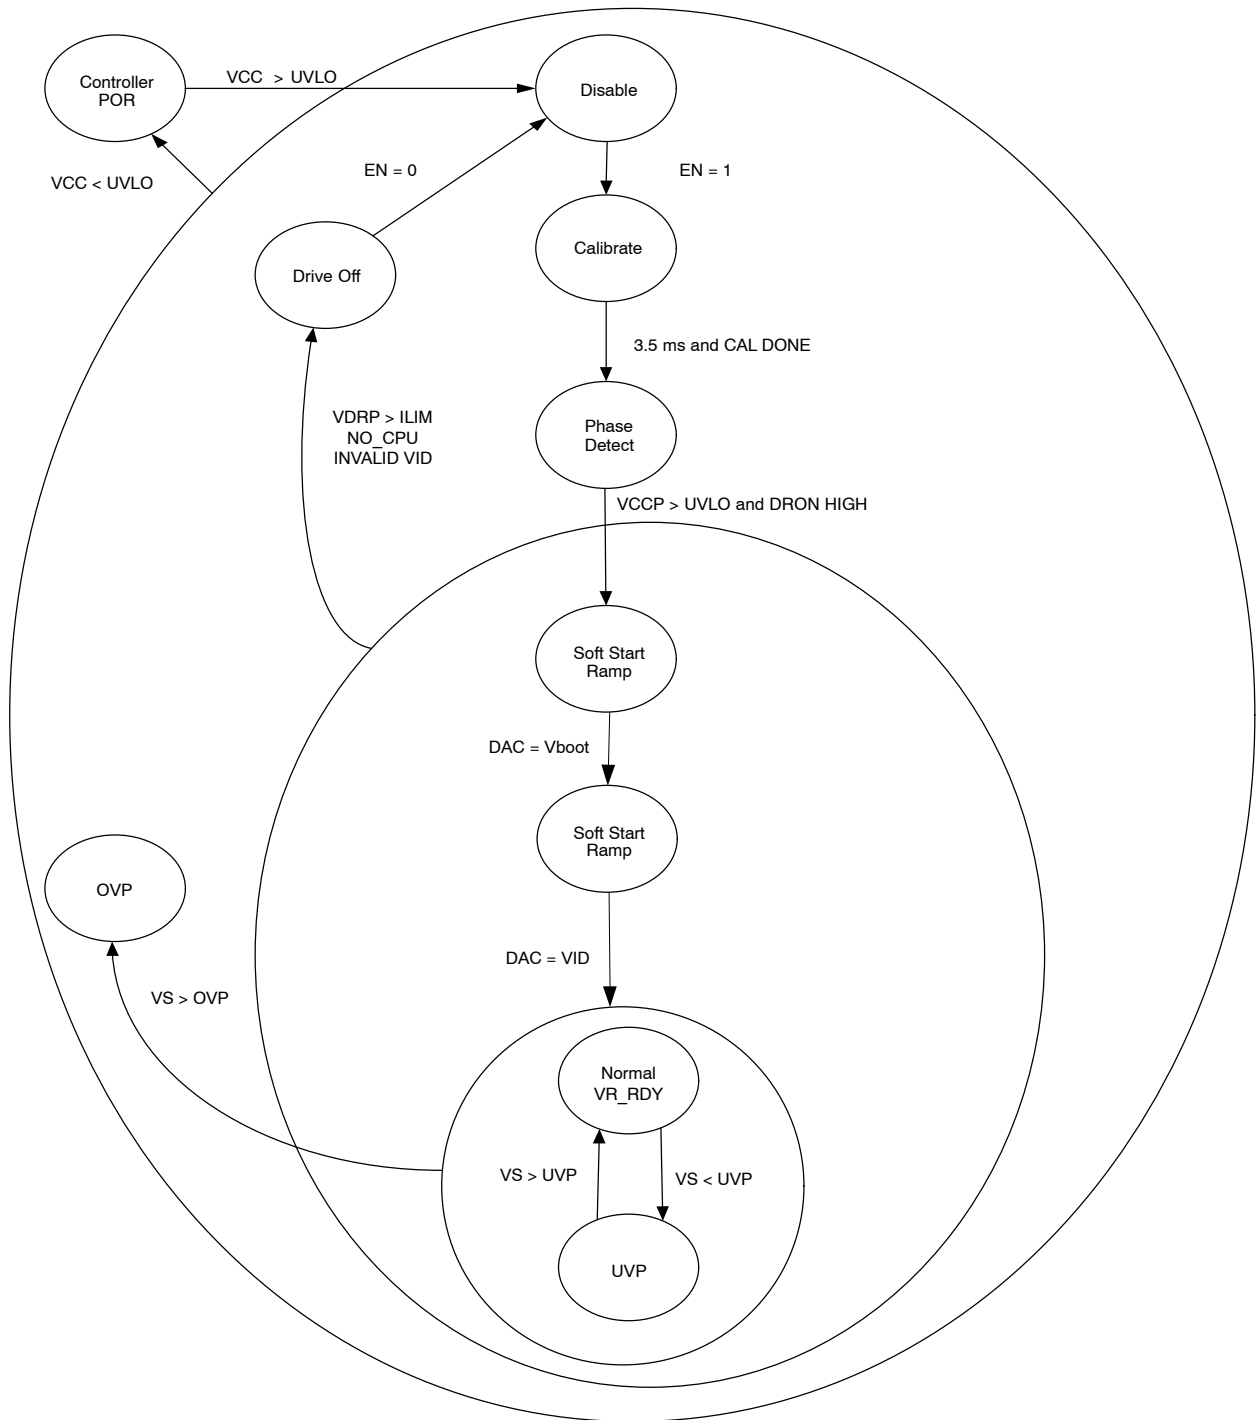 Controller
POR
VCC > UVLO
Disable
VCC < UVLO
EN = 0
EN = 1
Calibrate
Drive Off
3.5 ms and CAL DONE
VDRP > ILIM
NO_CPU
INVALID VID
Phase
Detect
VCCP > UVLO and DRON HIGH
Soft Start
Ramp
DAC = Vboot
Soft Start
Ramp
OVP
DAC = VID
VS > OVP
Normal
VR_RDY
VS > UVP
VS < UVP
UVP